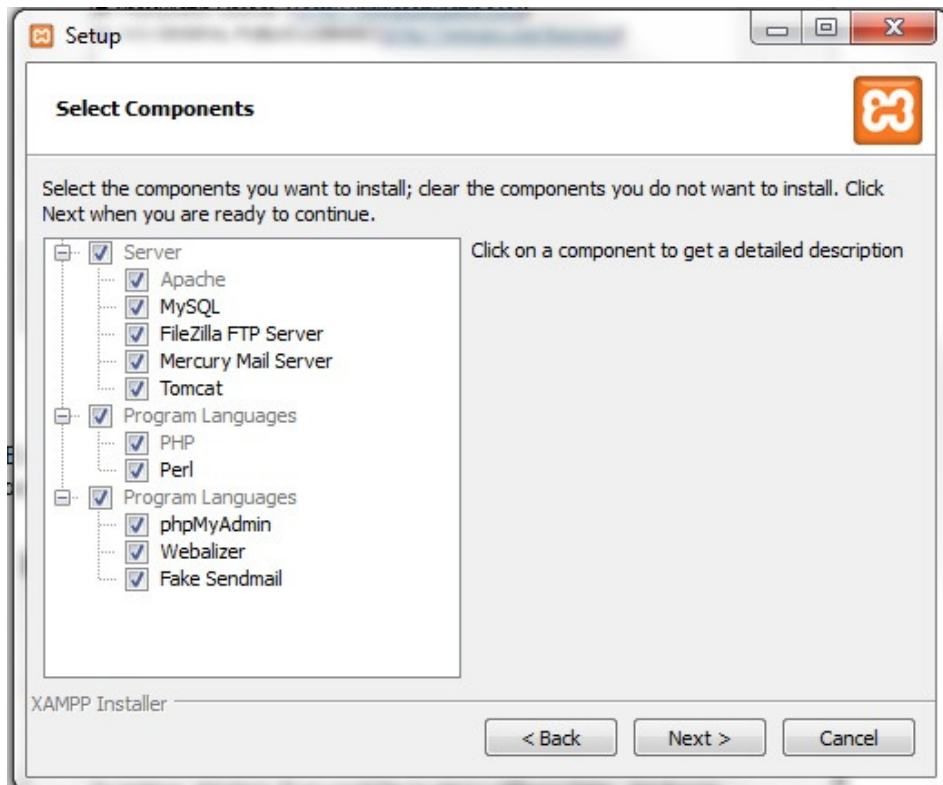 Setup
Select Components
Select the components you want to install; clear the components you do not want to install. Click
Next when you are ready to continue.
Server
Apache
MySQL
FileZilla FTP Server
Mercury Mail Server
Tomcat
Program Languages
PHP
Perl
Program Languages
phpMyAdmin
Webalizer
Fake Sendmail
Click on a component to get a detailed description
XAMPP Installer
< Back
Next >
Cancel